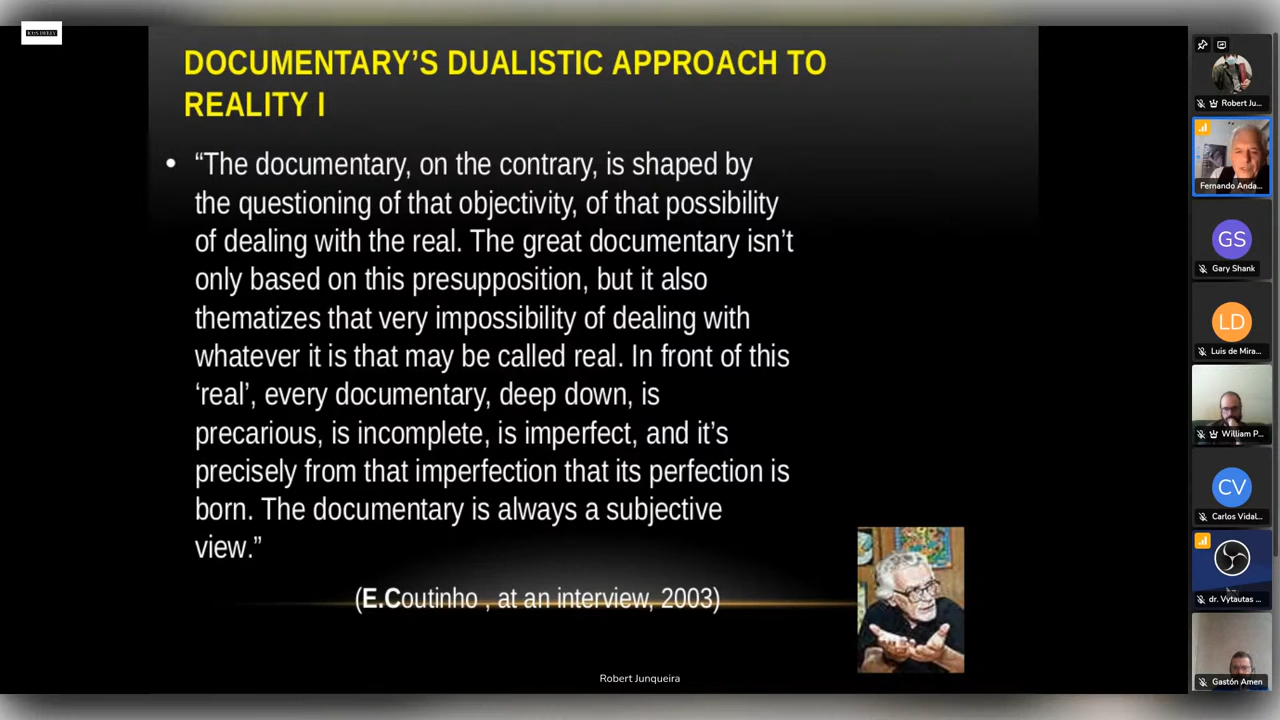 DOCUMENTARY'S DUALISTIC APPROACH TO
REALITY I
• “The documentary, on the contrary, is shaped by
the questioning of that objectivity, of that possibility
of dealing with the real. The great documentary isn’t
only based on this presupposition, but it also
thematizes that very impossibility of dealing with
whatever it is that may be called real. In front of this
‘real’, every documentary, deep down, is
precarious, is incomplete, is imperfect, and it’s
precisely from that imperfection that its perfection is
born. The documentary is always a subjective
view.”
(E.Coutinho , at an interview, 2003)
Robert Junqueira
Robert Ju...
Fernando Anda...
GS
Gary Shank
LD
Luis de Mira...
William P...
CV
Carlos Vidal...
dr. Vytautas ...
Gastón Amen